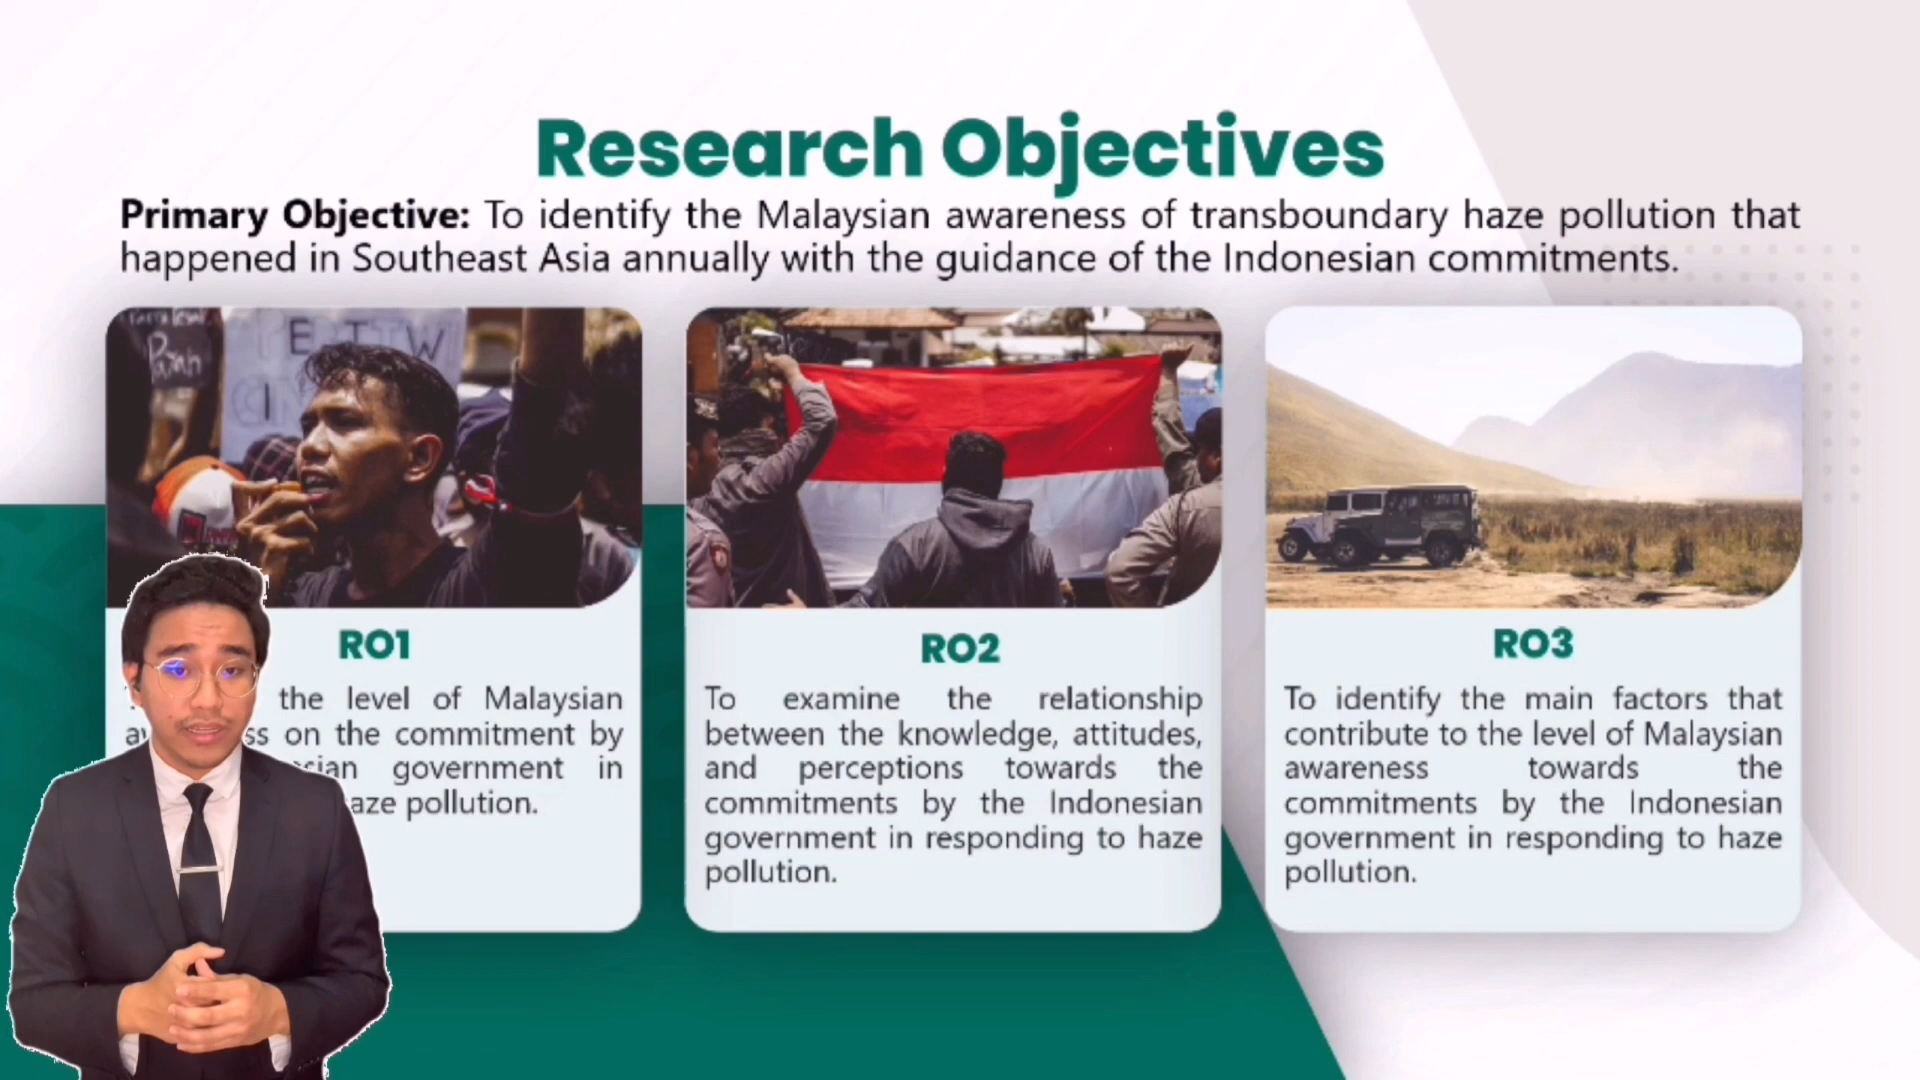 Research Objectives
Primary Objective: To identify the Malaysian awareness of transboundary haze pollution that
happened in Southeast Asia annually with the guidance of the Indonesian commitments.
RO1
the level of Malaysian
on the commitment by
government in
pollution.
RO2
To examine the relationship
between the knowledge, attitudes,
and perceptions towards the
commitments by the Indonesian
government in responding to haze
pollution.
RO3
To identify the main factors that
contribute to the level of Malaysian
awareness towards the
commitments by the Indonesian
government in responding to haze
pollution.